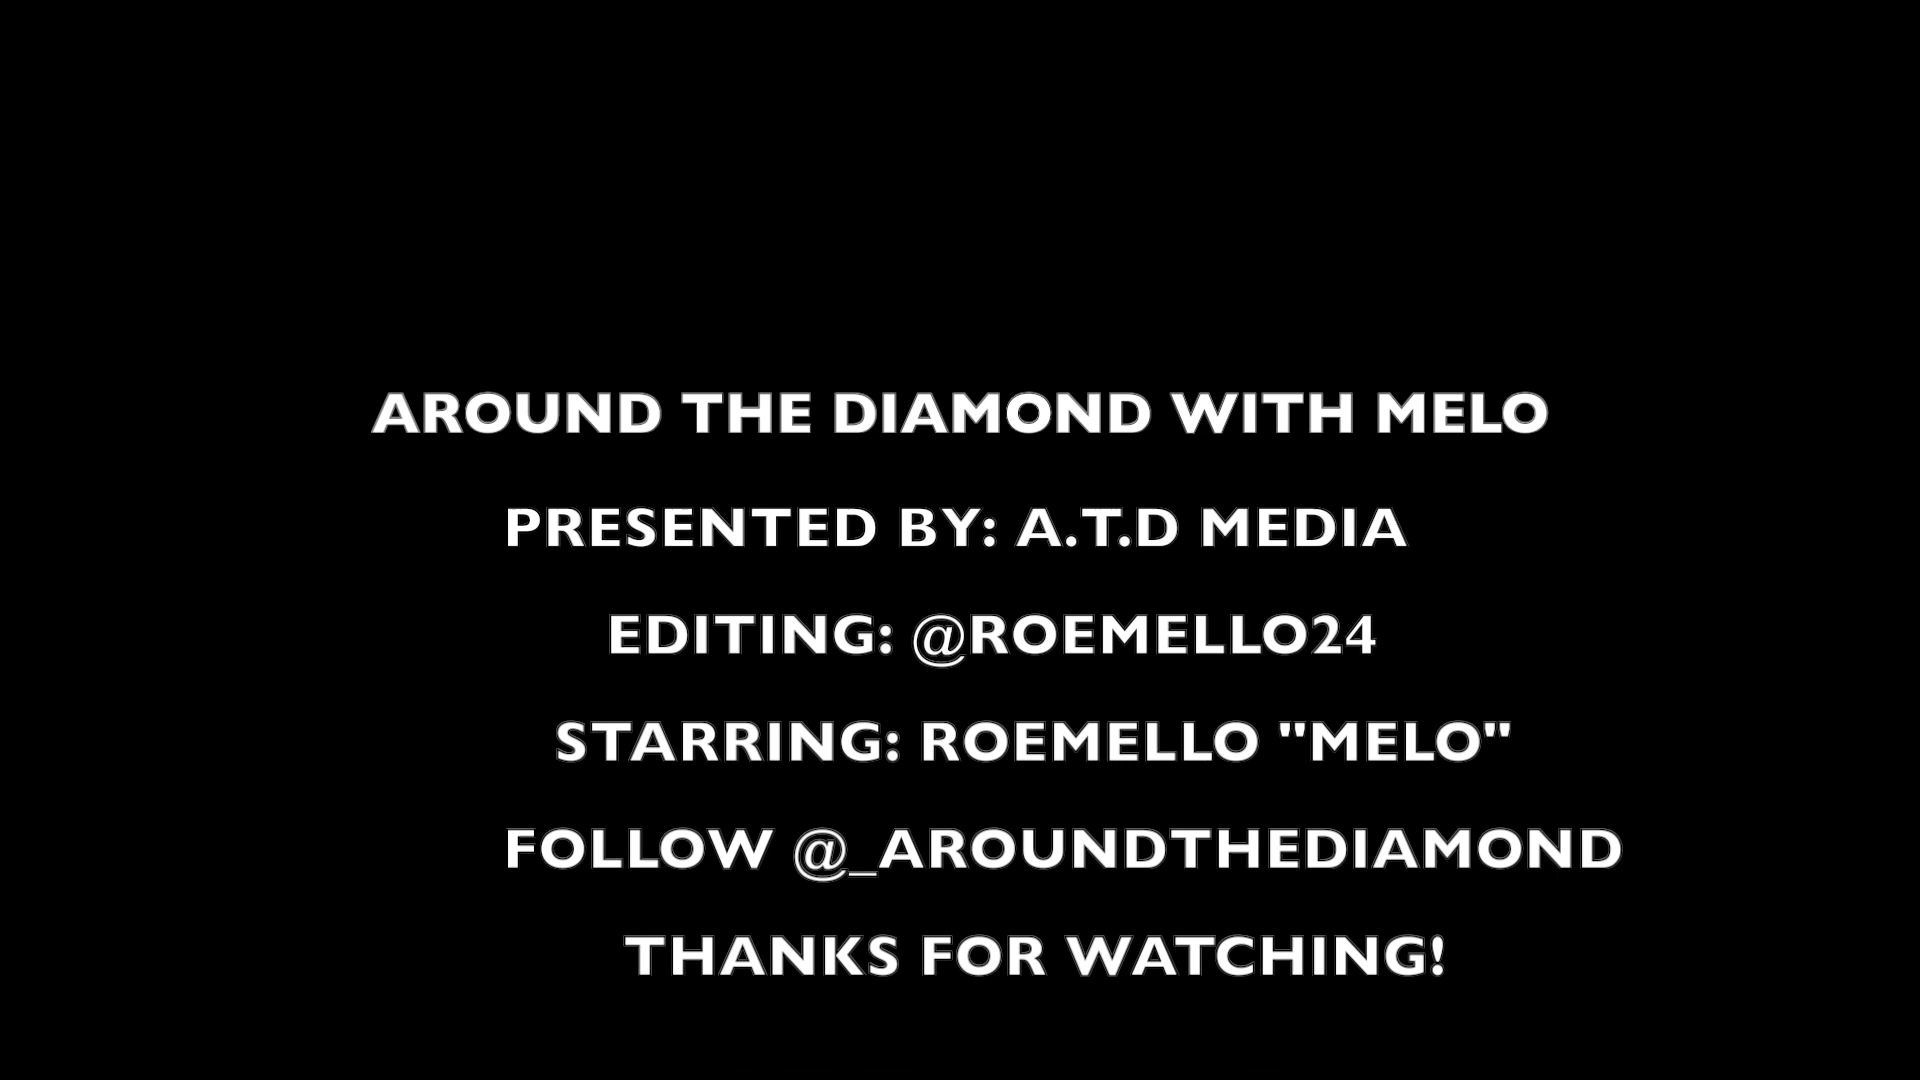 AROUND THE DIAMOND WITH MELO
PRESENTED BY: A.T.D MEDIA
EDITING: @ROEMELLO24
STARRING: ROEMELLO "MELO"
FOLLOW @_AROUNDTHEDIAMOND
THANKS FOR WATCHING!